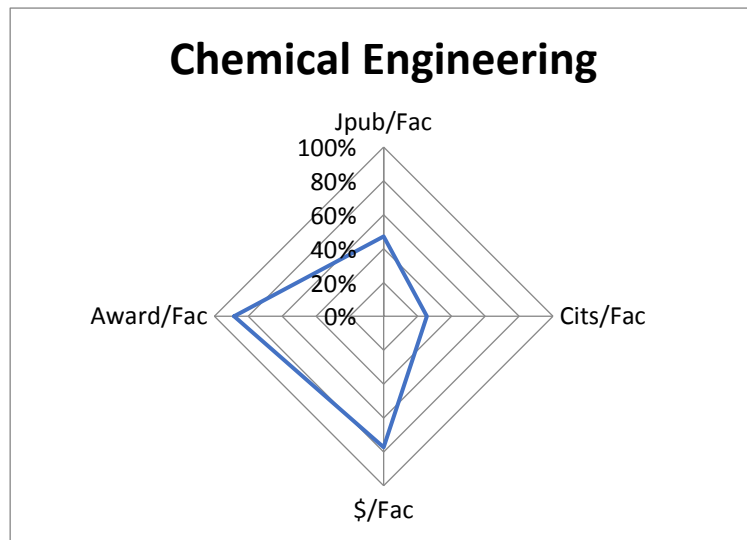 Chemical Engineering
Jpub/Fac
100%
80%
60%
40%
20%
0%
Award/Fac
Cits/Fac
$/Fac